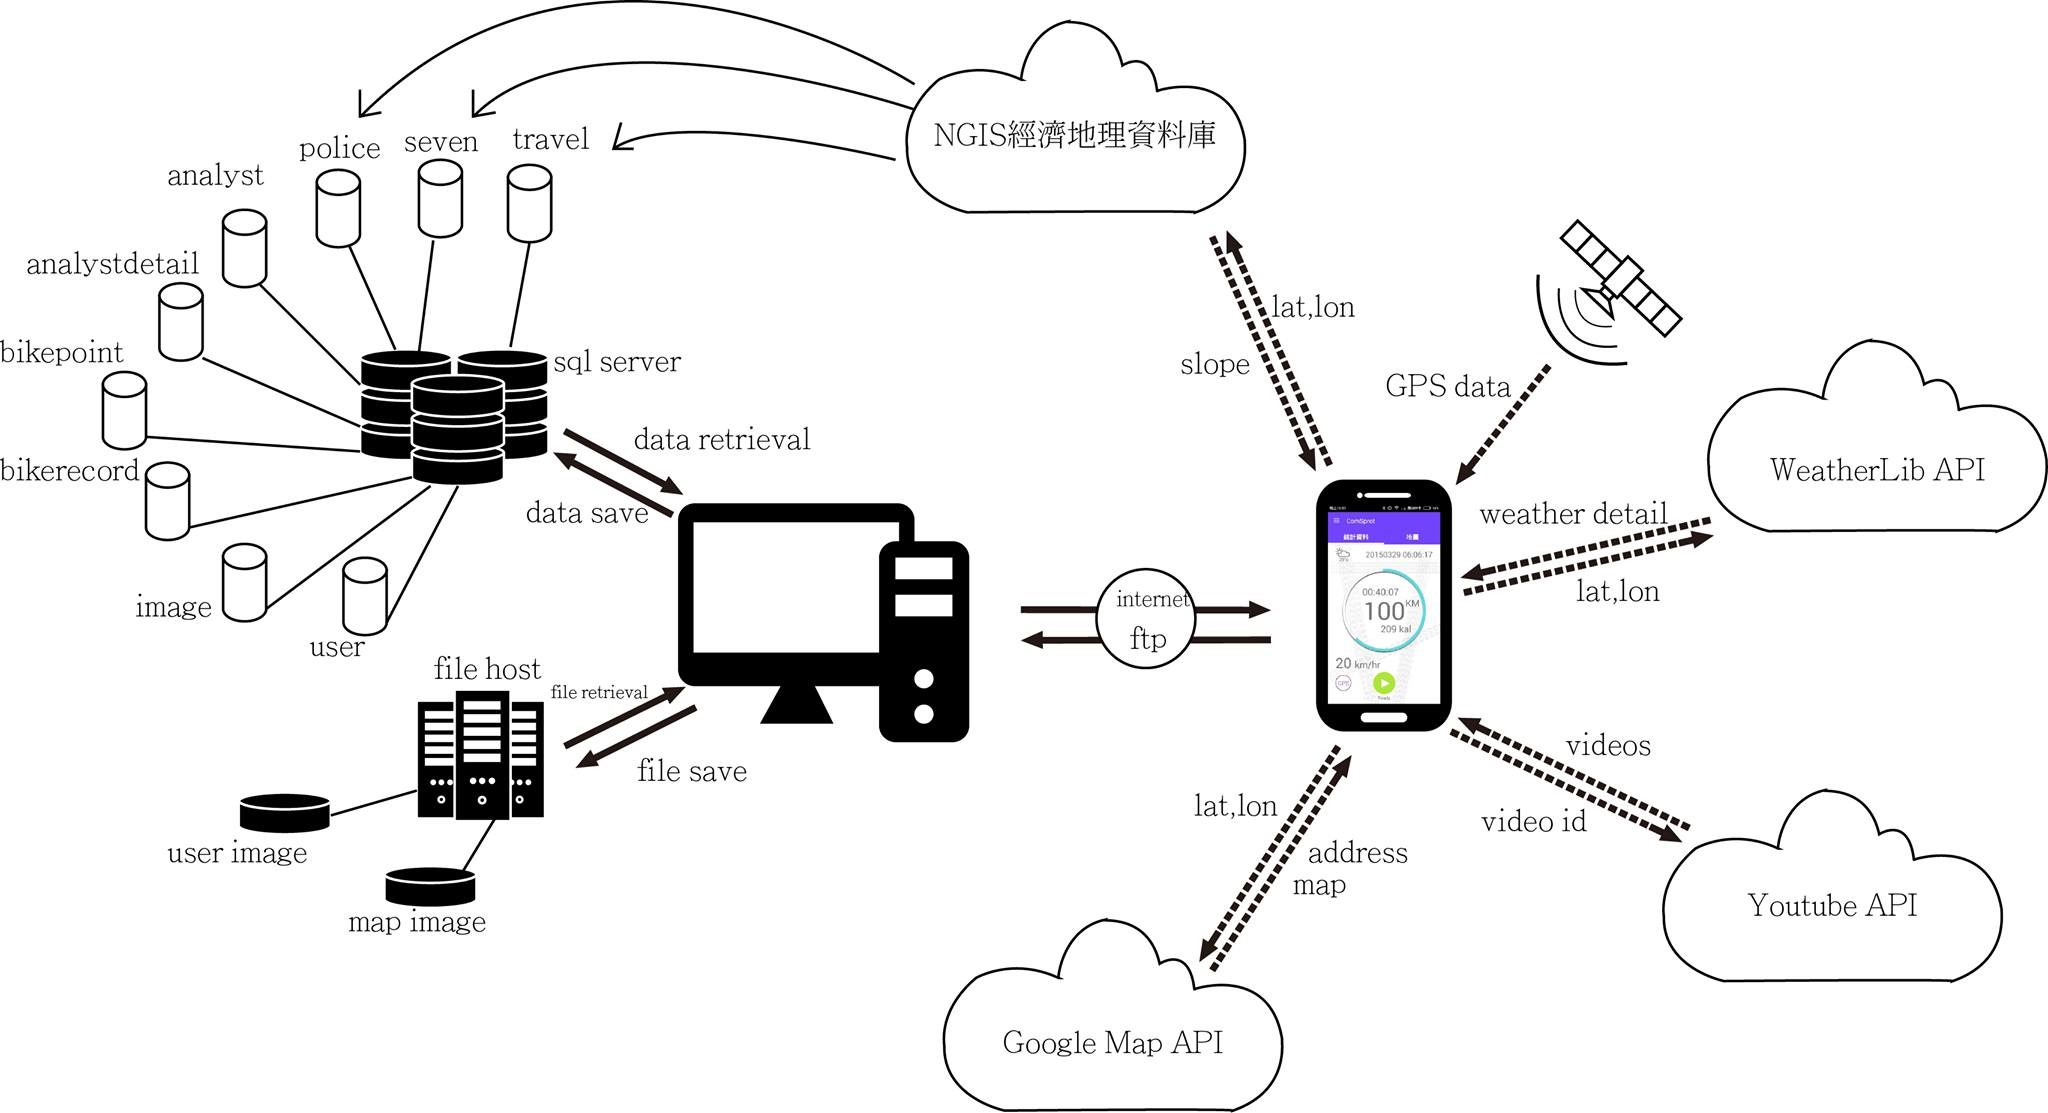 NGIS經濟地理資料庫
police
seven
travel
analyst
analystdetail
bikepoint
bikerecord
image
user
sql server
data retrieval
data save
file host
file retrieval
file save
user image
map image
internet
ftp
lat,lon
slope
GPS data
WeatherLib API
weather detail
lat,lon
ComSpret
統計資料
地圖
20150329 06:06:17
00:40:07
100 KM
209 kal
20 km/hr
GPS
videos
video id
Youtube API
lat,lon
address
map
Google Map API